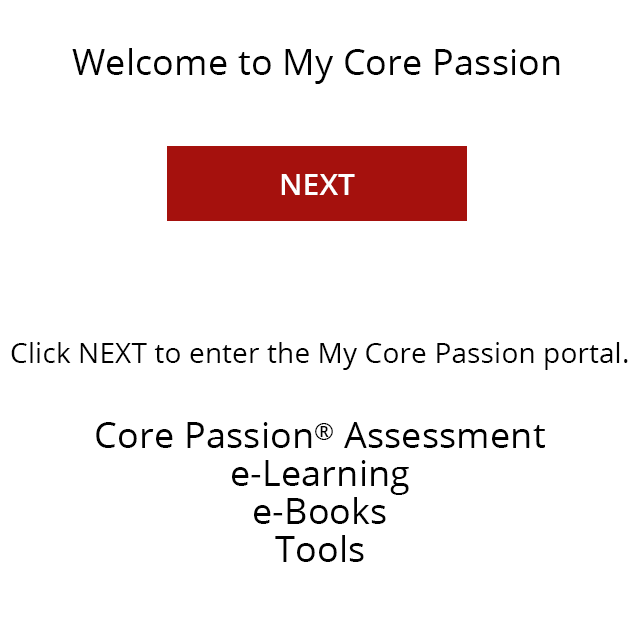 Welcome to My Core Passion
NEXT
Click NEXT to enter the My Core Passion portal.
Core Passion® Assessment
e-Learning
e-Books
Tools